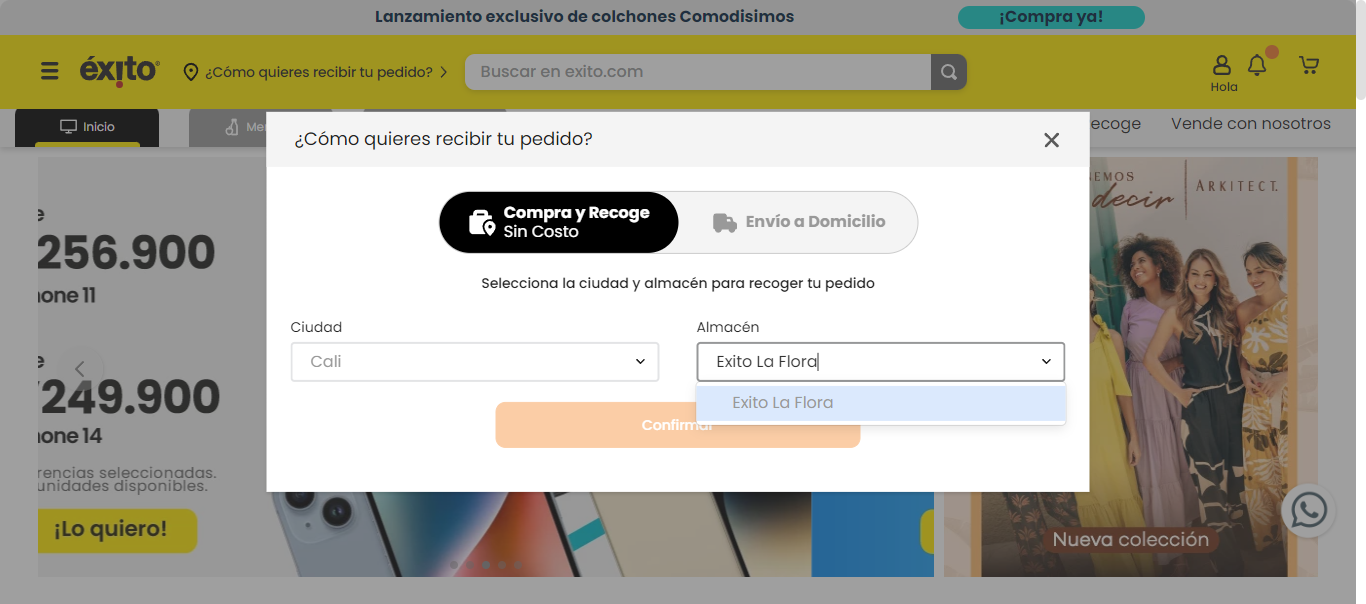 Lanzamiento exclusivo de colchones Comodisimos
¡Compra ya!
éxito
¿Cómo quieres recibir tu pedido?
Buscar en exito.com
Hola
Inicio
ecoge
Vende con nosotros
¿Cómo quieres recibir tu pedido?
Compra y Recoge
Sin Costo
Envío a Domicilio
Selecciona la ciudad y almacén para recoger tu pedido
Ciudad
Almacén
Cali
Exito La Flora
Exito La Flora
Confirmar
256.900
one 11
249.900
one 14
rencias seleccionadas.
unidades disponibles.
¡Lo quiero!
EMOS
decir
ARKITECT.
Nueva colección